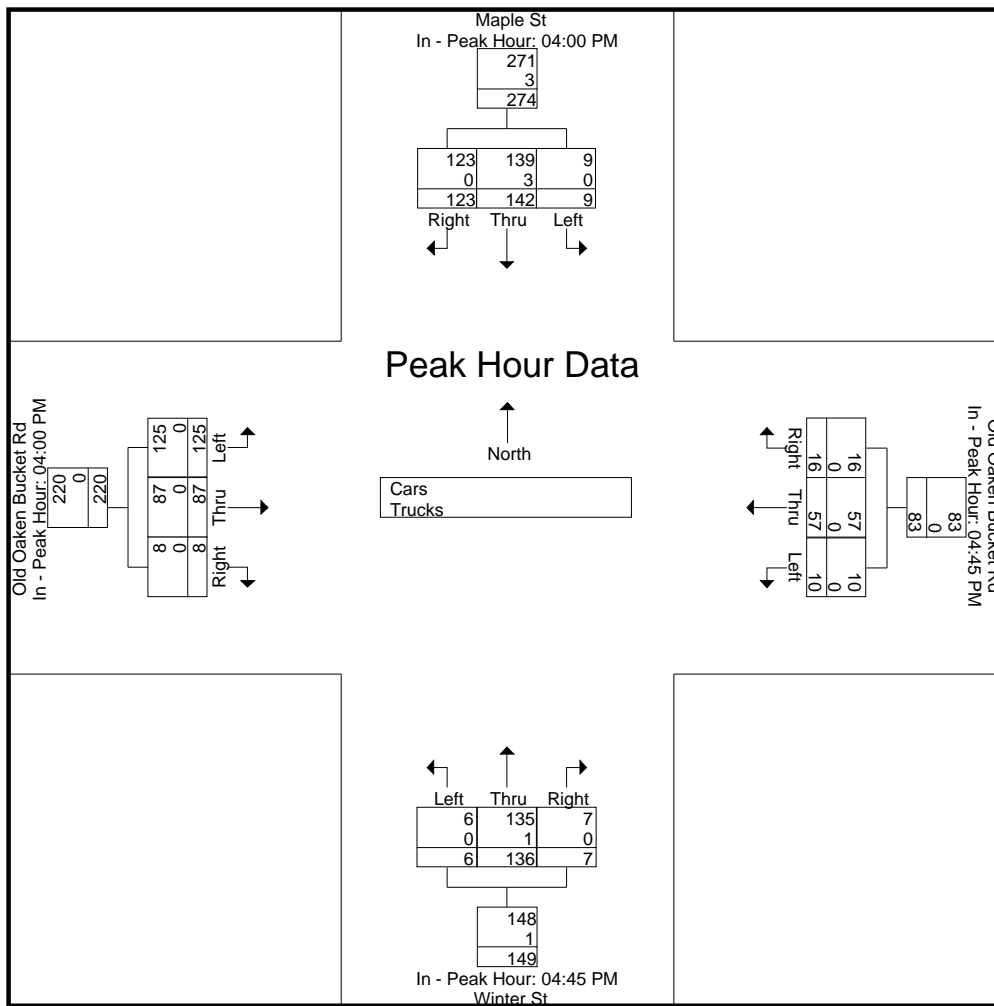 Maple St
In - Peak Hour: 04:00 PM
271
3
274
123 139 9
0 3 0
123 142 9
Right Thru Left
Peak Hour Data
North
Cars
Trucks
Old Oaken Bucket Rd
In - Peak Hour: 04:00 PM
220
0
220
125 0 125
87 0 87
8 0 8
Left
Thru
Right
Right
Thru
Left
16 0 16
57 0 57
10 0 10
83
0
83
Old Oaken Bucket Rd
In - Peak Hour: 04:45 PM
Left Thru Right
6 135 7
0 1 0
6 136 7
148
1
149
In - Peak Hour: 04:45 PM
Winter St